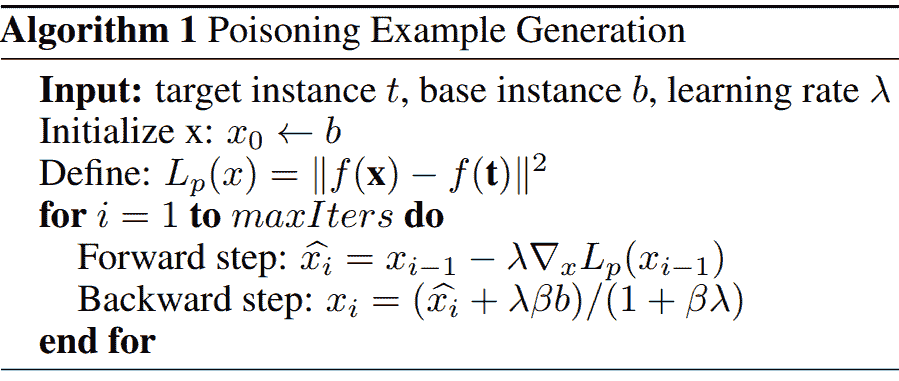 Algorithm 1 Poisoning Example Generation
Input: target instance t, base instance b, learning rate λ
Initialize x: x₀ ← b
Define: Lₚ(x) = ‖f(x) − f(t)‖²
for i = 1 to maxIters do
Forward step: x̂ᵢ = xᵢ₋₁ − λ∇ₓLₚ(xᵢ₋₁)
Backward step: xᵢ = (x̂ᵢ + λβb)/(1 + βλ)
end for